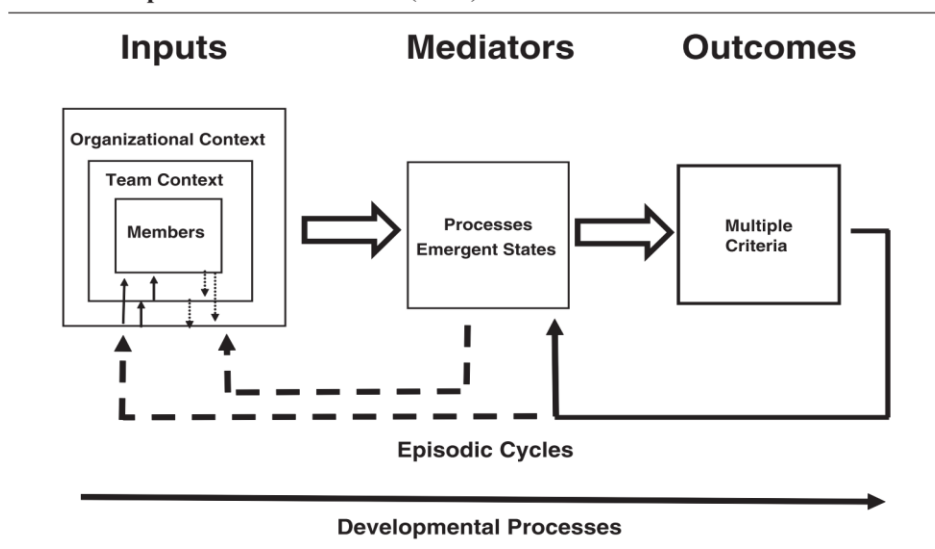 Inputs
Mediators
Outcomes
Organizational Context
Team Context
Members
Processes
Emergent States
Multiple
Criteria
Episodic Cycles
Developmental Processes